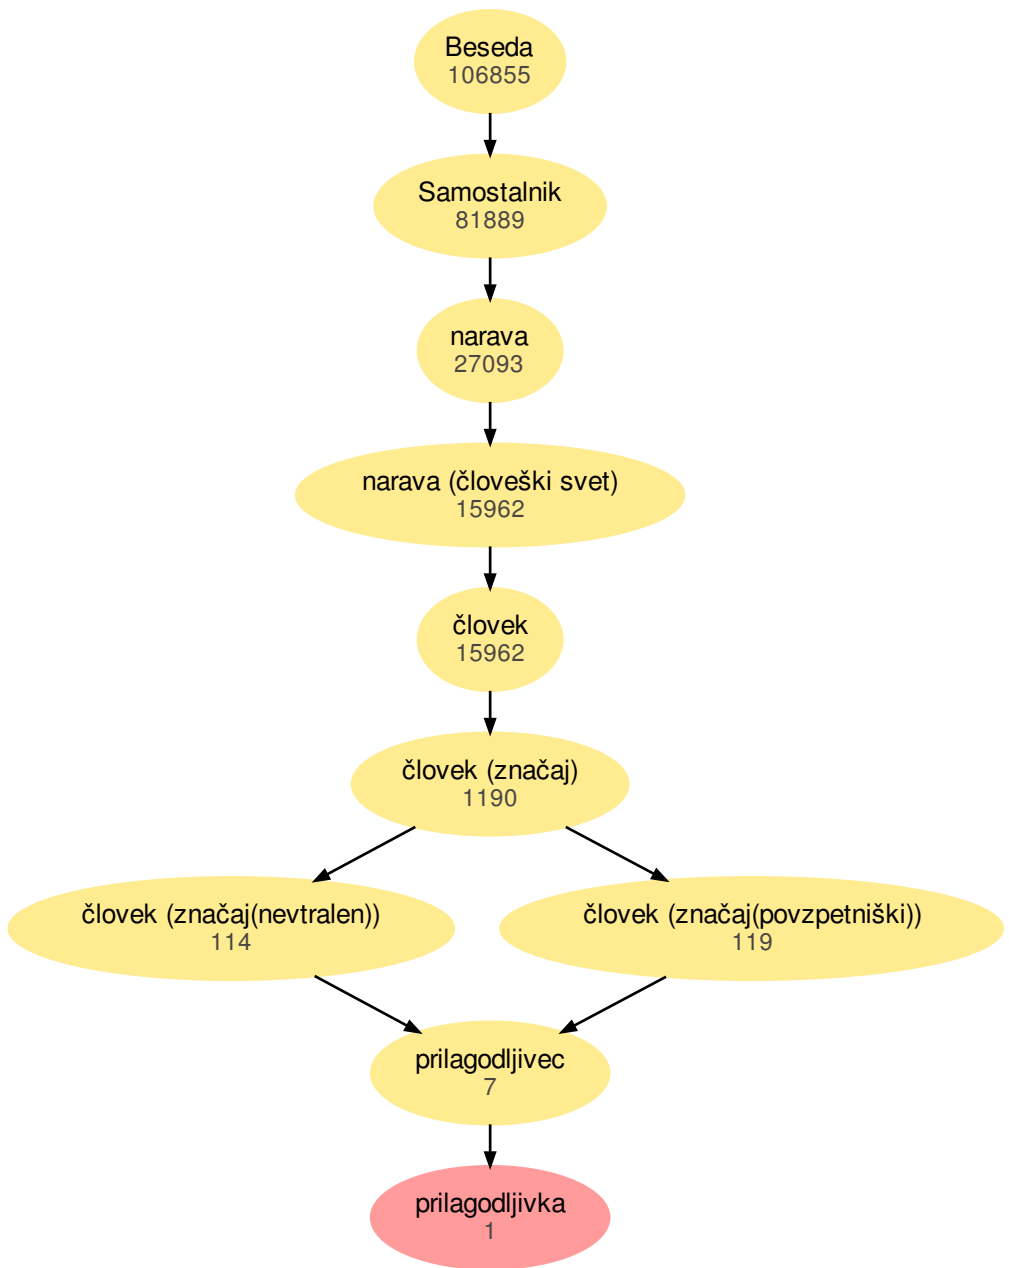 Beseda
106855
Samostalnik
81889
narava
27093
narava (človeški svet)
15962
človek
15962
človek (značaj)
1190
človek (značaj(nevtralen))
114
človek (značaj(povzpetniški))
119
prilagodljivec
7
prilagodljivka
1